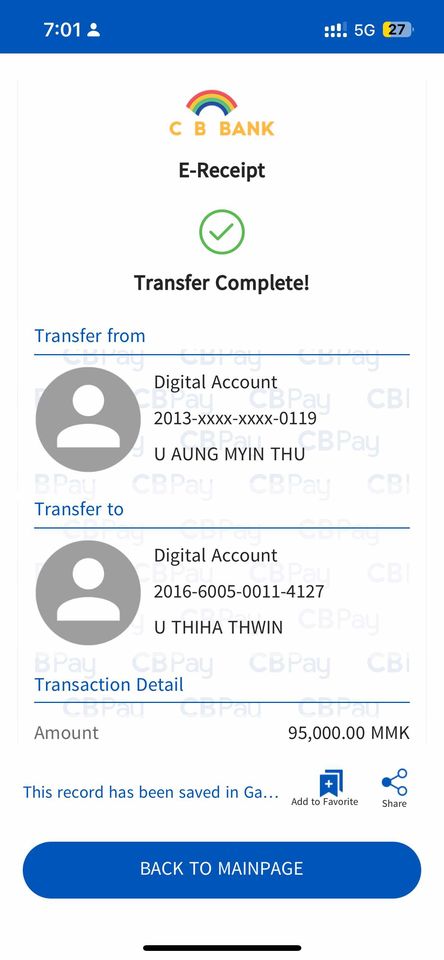 7:01
5G
27
C B BANK
E-Receipt
Transfer Complete!
Transfer from
Digital Account
2013-xxxx-xxxx-0119
U AUNG MYIN THU
Transfer to
Digital Account
2016-6005-0011-4127
U THIHA THWIN
Transaction Detail
Amount 95,000.00 MMK
This record has been saved in Ga...
Add to Favorite
Share
BACK TO MAINPAGE
CBPay